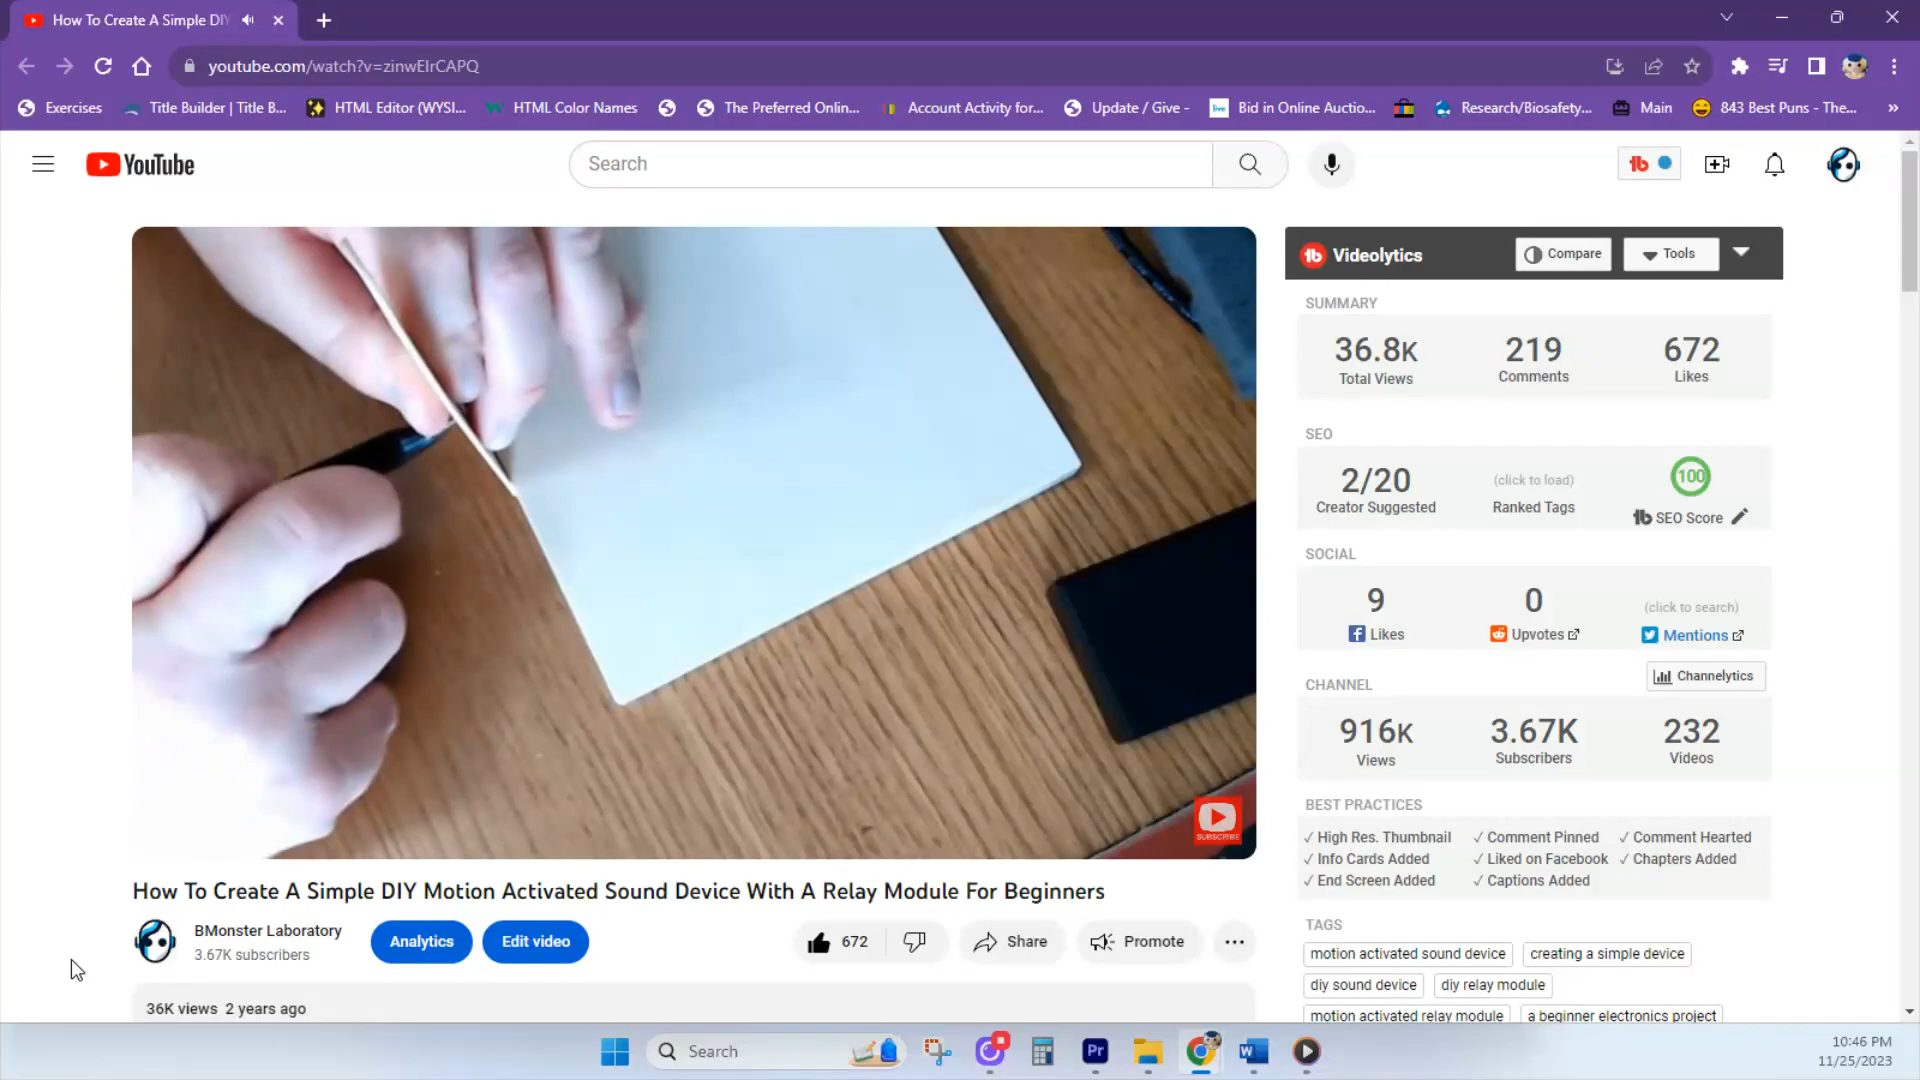 How To Create A Simple DIY
youtube.com/watch?v=zinwEIrCAPQ
Exercises
Title Builder | Title B...
HTML Editor (WYSI...
HTML Color Names
The Preferred Onlin...
Account Activity for...
Update / Give -
Bid in Online Auctio...
Research/Biosafety,...
Main
843 Best Puns - The...
YouTube
Search
SUBSCRIBE
How To Create A Simple DIY Motion Activated Sound Device With A Relay Module For Beginners
BMonster Laboratory
3.67K subscribers
Analytics
Edit video
672
Share
Promote
36K views 2 years ago
Videolytics
Compare
Tools
SUMMARY
36.8K 219 672
Total Views Comments Likes
SEO
2/20 (click to load) 100
Creator Suggested Ranked Tags SEO Score
SOCIAL
9 0 (click to search)
Likes Upvotes Mentions
CHANNEL Channelytics
916K 3.67K 232
Views Subscribers Videos
BEST PRACTICES
✓ High Res. Thumbnail ✓ Comment Pinned ✓ Comment Hearted
✓ Info Cards Added ✓ Liked on Facebook ✓ Chapters Added
✓ End Screen Added ✓ Captions Added
TAGS
motion activated sound device creating a simple device
diy sound device diy relay module
motion activated relay module a beginner electronics project
Search
Pr
10:46 PM
11/25/2023